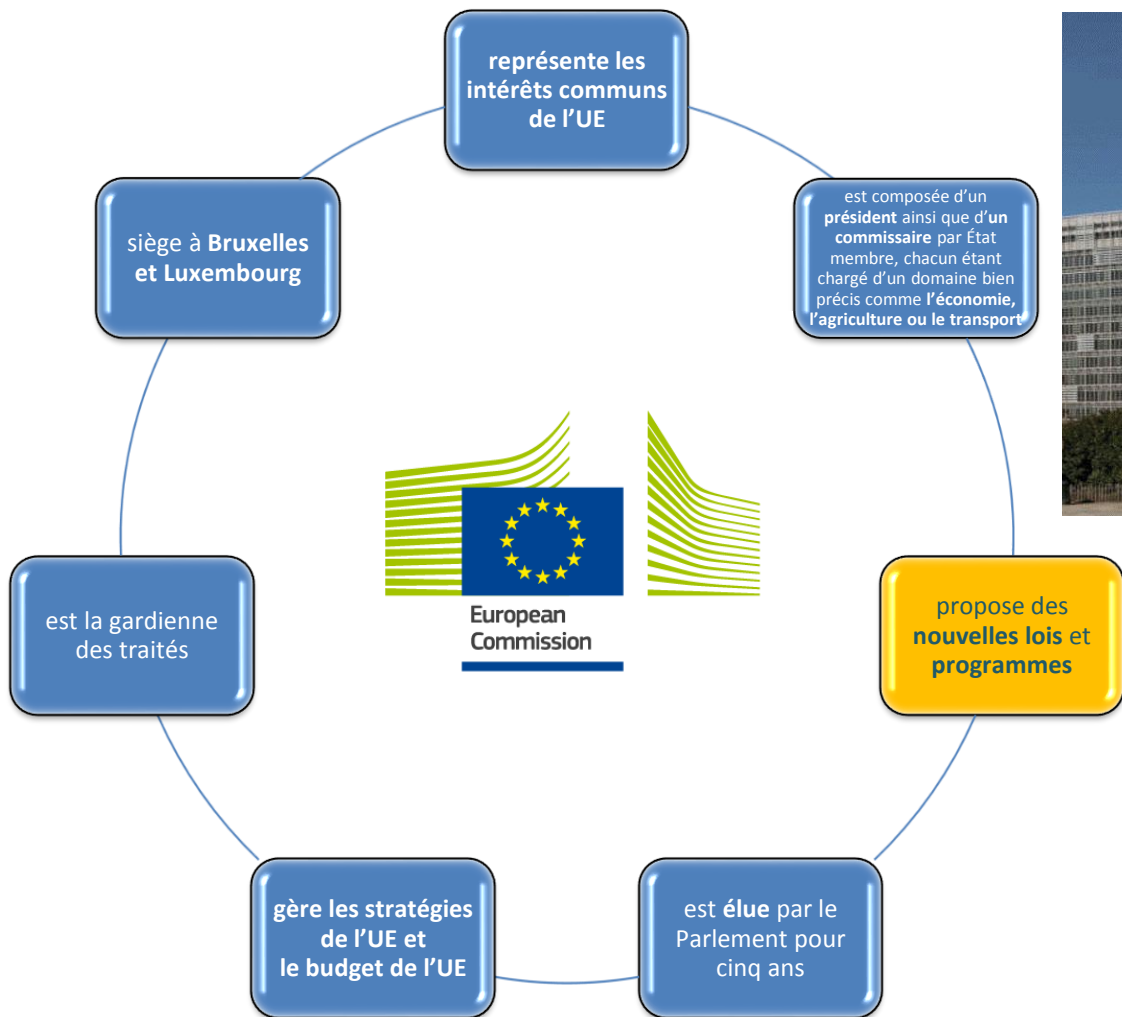 représente les
intérêts communs
de l’UE
est composée d’un
président ainsi que d’un
commissaire par État
membre, chacun étant
chargé d’un domaine bien
précis comme l’économie,
l’agriculture ou le transport
propose des
nouvelles lois et
programmes
est élue par le
Parlement pour
cinq ans
gère les stratégies
de l’UE et
le budget de l’UE
est la gardienne
des traités
siège à Bruxelles
et Luxembourg
European
Commission